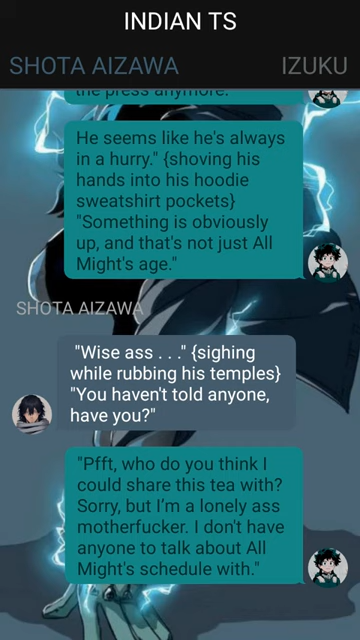 INDIAN TS
SHOTA AIZAWA
IZUKU
the press anymore.
He seems like he's always
in a hurry." {shoving his
hands into his hoodie
sweatshirt pockets}
"Something is obviously
up, and that's not just All
Might's age."
SHOTA AIZAWA
"Wise ass . . ." {sighing
while rubbing his temples}
"You haven't told anyone,
have you?"
"Pfft, who do you think I
could share this tea with?
Sorry, but I'm a lonely ass
motherfucker. I don't have
anyone to talk about All
Might's schedule with."